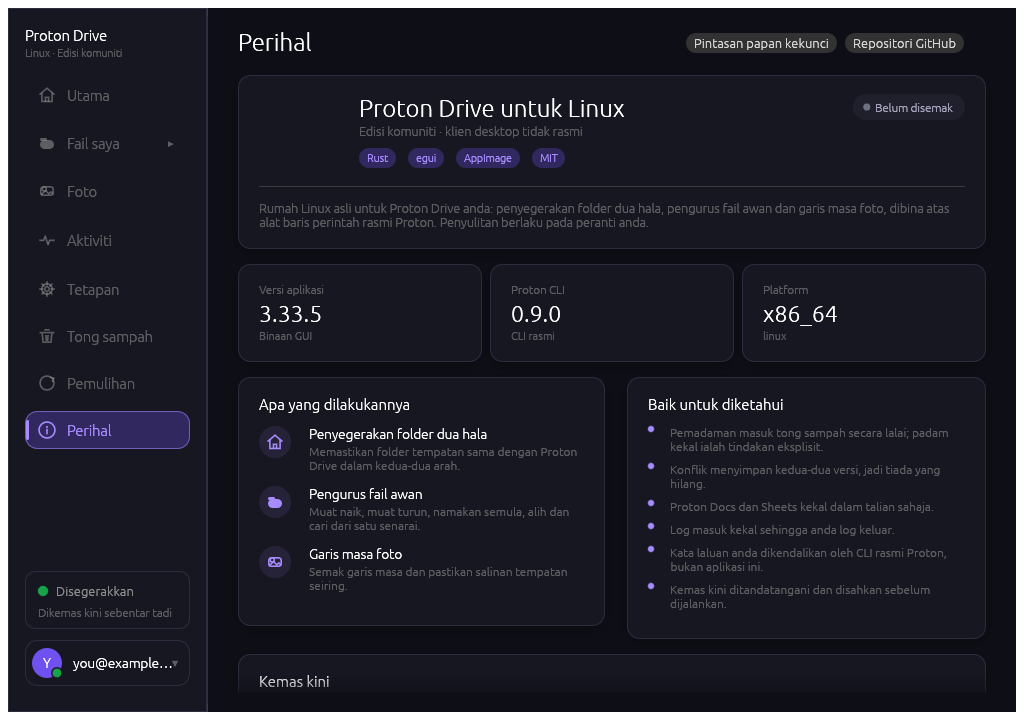 Proton Drive
Linux · Edisi komuniti
Utama
Fail saya
Foto
Aktiviti
Tetapan
Tong sampah
Pemulihan
Perihal
Disegerakkan
Dikemas kini sebentar tadi
Y
you@example...
Perihal
Pintasan papan kekunci
Repositori GitHub
Proton Drive untuk Linux
Belum disemak
Edisi komuniti · klien desktop tidak rasmi
Rust
egui
AppImage
MIT
Rumah Linux asli untuk Proton Drive anda: penyegerakan folder dua hala, pengurus fail awan dan garis masa foto, dibina atas
alat baris perintah rasmi Proton. Penyulitan berlaku pada peranti anda.
Versi aplikasi
3.33.5
Binaan GUI
Proton CLI
0.9.0
CLI rasmi
Platform
x86_64
linux
Apa yang dilakukannya
Penyegerakan folder dua hala
Memastikan folder tempatan sama dengan Proton
Drive dalam kedua-dua arah.
Pengurus fail awan
Muat naik, muat turun, namakan semula, alih dan
cari dari satu senarai.
Garis masa foto
Semak garis masa dan pastikan salinan tempatan
seiring.
Baik untuk diketahui
Pemadaman masuk tong sampah secara lalai; padam
kekal ialah tindakan eksplisit.
Konflik menyimpan kedua-dua versi, jadi tiada yang
hilang.
Proton Docs dan Sheets kekal dalam talian sahaja.
Log masuk kekal sehingga anda log keluar.
Kata laluan anda dikendalikan oleh CLI rasmi Proton,
bukan aplikasi ini.
Kemas kini ditandatangani dan disahkan sebelum
dijalankan.
Kemas kini